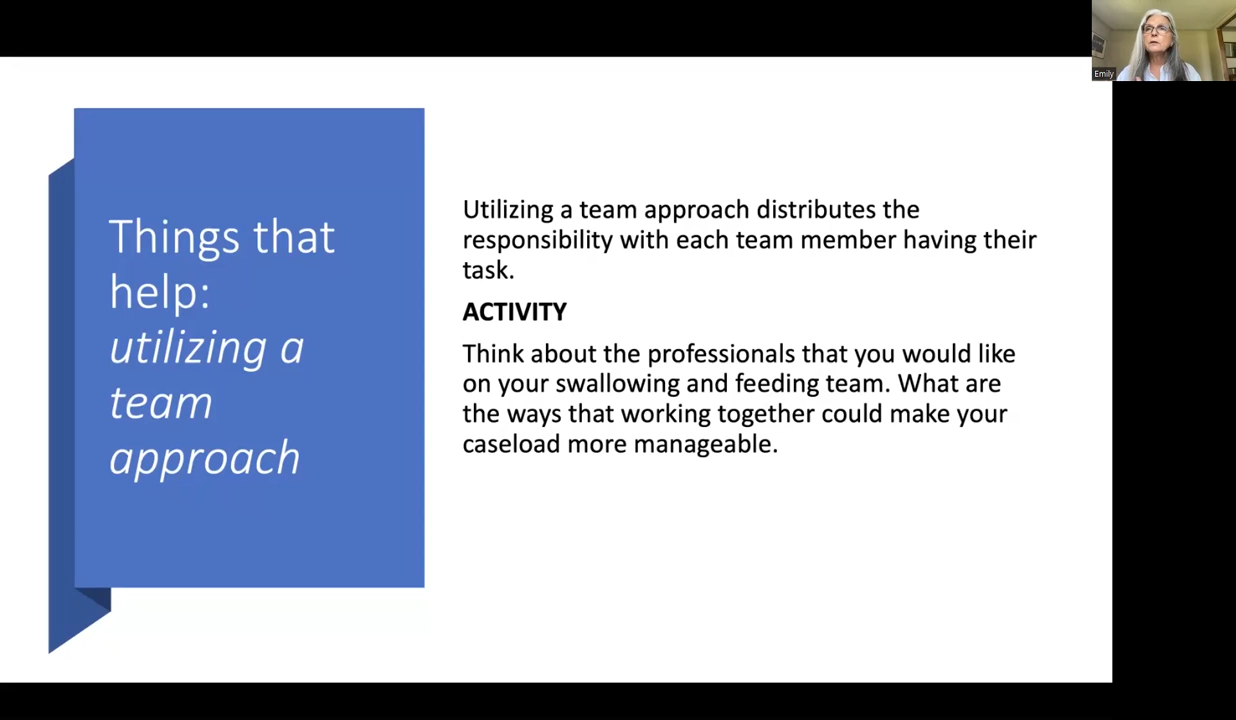 Emily
Things that
help:
utilizing a
team
approach
Utilizing a team approach distributes the
responsibility with each team member having their
task.
ACTIVITY
Think about the professionals that you would like
on your swallowing and feeding team. What are
the ways that working together could make your
caseload more manageable.